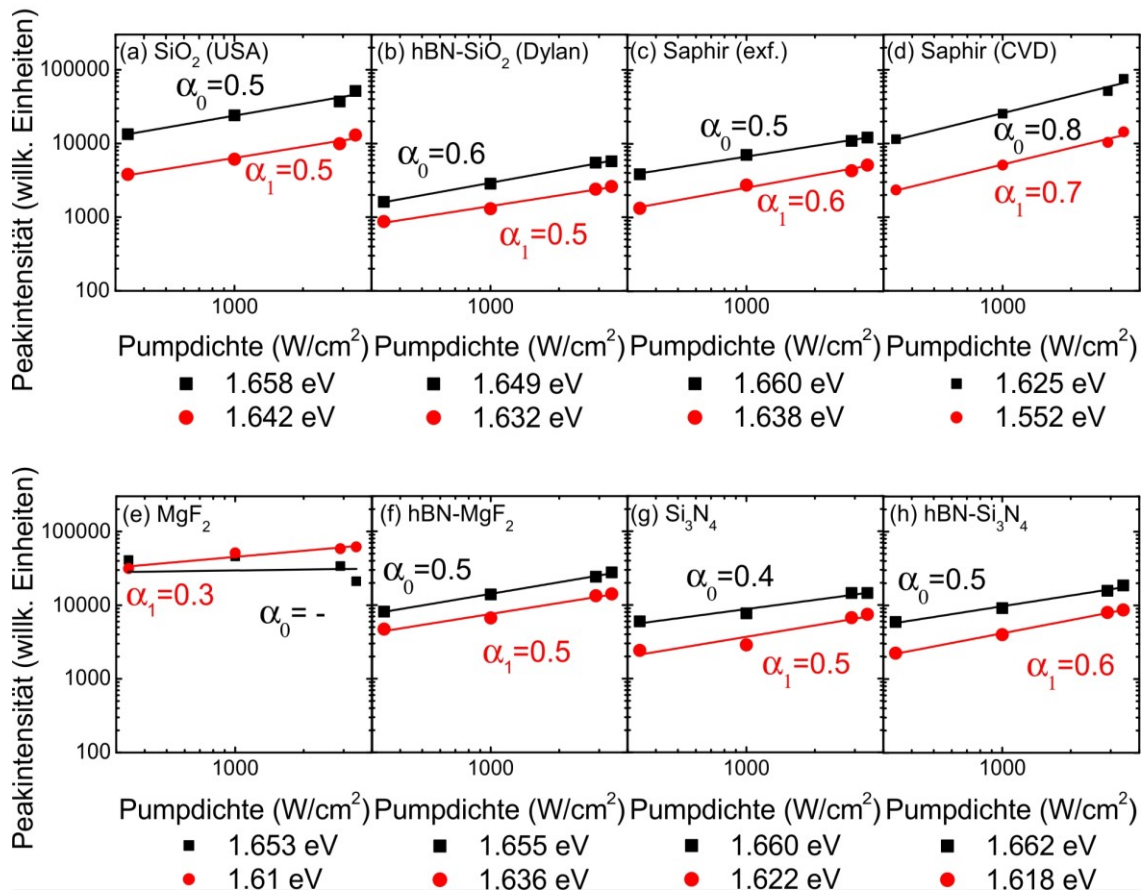 Peakintensität (willk. Einheiten)
100000
10000
1000
100
(a) SiO₂ (USA)
α₀=0.5
α₁=0.5
1000
Pumpdichte (W/cm²)
1.658 eV
1.642 eV
(b) hBN-SiO₂ (Dylan)
α₀=0.6
α₁=0.5
1000
Pumpdichte (W/cm²)
1.649 eV
1.632 eV
(c) Saphir (exf.)
α₀=0.5
α₁=0.6
1000
Pumpdichte (W/cm²)
1.660 eV
1.638 eV
(d) Saphir (CVD)
α₀=0.8
α₁=0.7
1000
Pumpdichte (W/cm²)
1.625 eV
1.552 eV
Peakintensität (willk. Einheiten)
100000
10000
1000
100
(e) MgF₂
α₁=0.3
α₀= -
1000
Pumpdichte (W/cm²)
1.653 eV
1.61 eV
(f) hBN-MgF₂
α₀=0.5
α₁=0.5
1000
Pumpdichte (W/cm²)
1.655 eV
1.636 eV
(g) Si₃N₄
α₀=0.4
α₁=0.5
1000
Pumpdichte (W/cm²)
1.660 eV
1.622 eV
(h) hBN-Si₃N₄
α₀=0.5
α₁=0.6
1000
Pumpdichte (W/cm²)
1.662 eV
1.618 eV